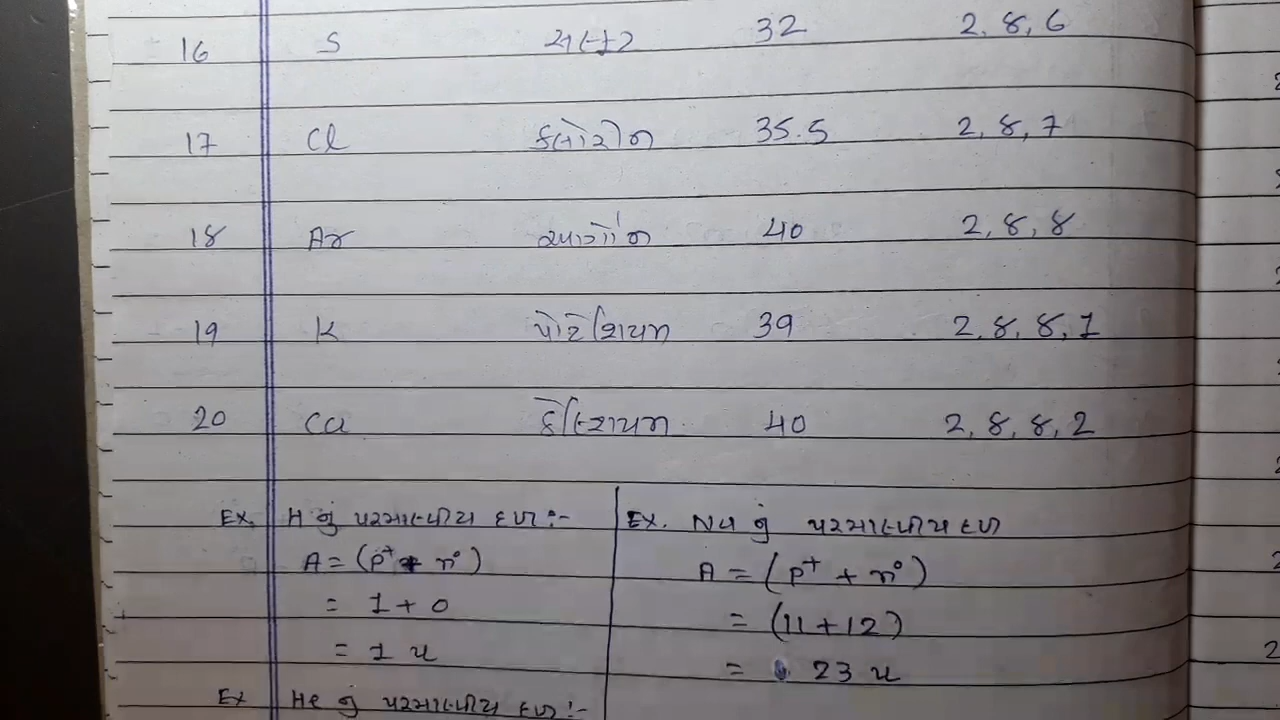 16 S સલ્ફર 32 2, 8, 6
17 Cl ક્લોરીન 35.5 2, 8, 7
18 Ar આર્ગોન 40 2, 8, 8
19 K પોટેશિયમ 39 2, 8, 8, 1
20 Ca કેલ્શિયમ 40 2, 8, 8, 2
Ex. H નું પરમાણ્વીય દળ :-
A = (p⁺ + n⁰)
= 1 + 0
= 1 u
Ex He નું પરમાણ્વીય દળ :-
Ex. Na નું પરમાણ્વીય દળ
A = (p⁺ + n⁰)
= (11 + 12)
= 23 u